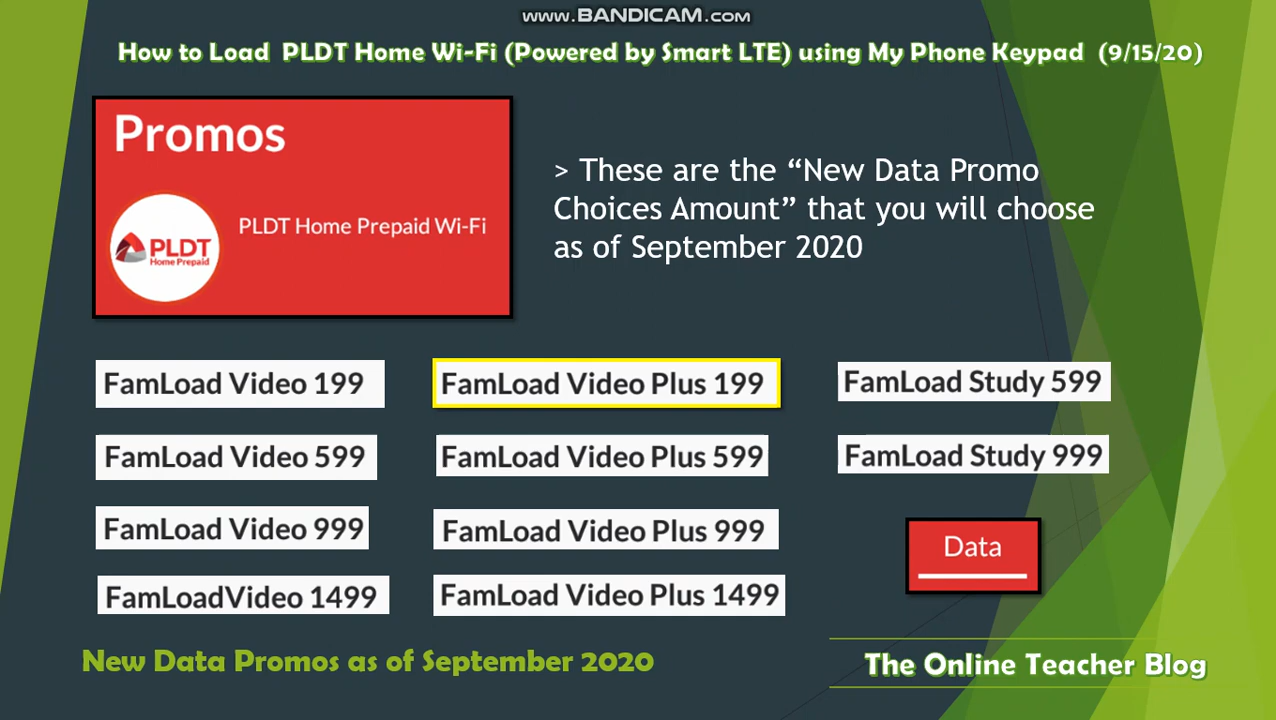 www.BANDICAM.com
How to Load PLDT Home Wi-Fi (Powered by Smart LTE) using My Phone Keypad (9/15/20)
Promos
PLDT
Home Prepaid
PLDT Home Prepaid Wi-Fi
> These are the “New Data Promo
Choices Amount” that you will choose
as of September 2020
FamLoad Video 199
FamLoad Video Plus 199
FamLoad Study 599
FamLoad Video 599
FamLoad Video Plus 599
FamLoad Study 999
FamLoad Video 999
FamLoad Video Plus 999
Data
FamLoadVideo 1499
FamLoad Video Plus 1499
New Data Promos as of September 2020
The Online Teacher Blog